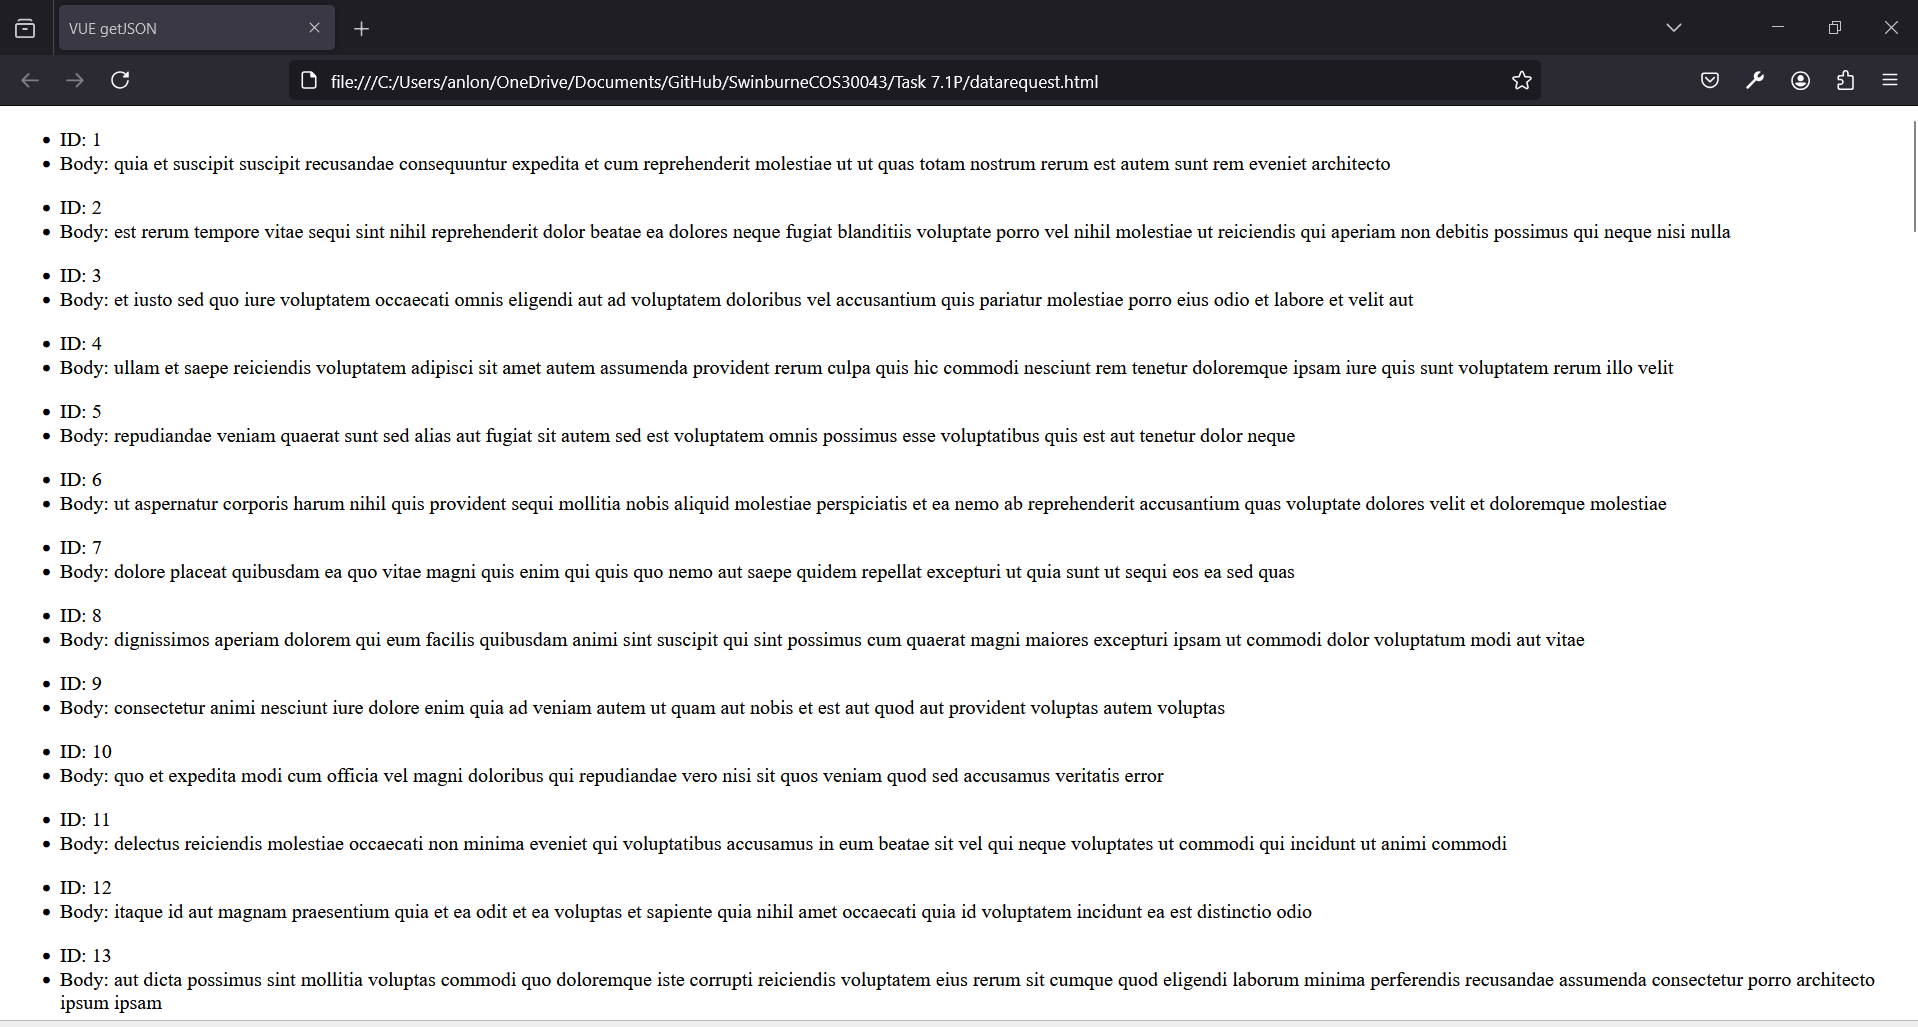 VUE getJSON
file:///C:/Users/anlon/OneDrive/Documents/GitHub/SwinburneCOS30043/Task 7.1P/datarequest.html
ID: 1
Body: quia et suscipit suscipit recusandae consequuntur expedita et cum reprehenderit molestiae ut ut quas totam nostrum rerum est autem sunt rem eveniet architecto
ID: 2
Body: est rerum tempore vitae sequi sint nihil reprehenderit dolor beatae ea dolores neque fugiat blanditiis voluptate porro vel nihil molestiae ut reiciendis qui aperiam non debitis possimus qui neque nisi nulla
ID: 3
Body: et iusto sed quo iure voluptatem occaecati omnis eligendi aut ad voluptatem doloribus vel accusantium quis pariatur molestiae porro eius odio et labore et velit aut
ID: 4
Body: ullam et saepe reiciendis voluptatem adipisci sit amet autem assumenda provident rerum culpa quis hic commodi nesciunt rem tenetur doloremque ipsam iure quis sunt voluptatem rerum illo velit
ID: 5
Body: repudiandae veniam quaerat sunt sed alias aut fugiat sit autem sed est voluptatem omnis possimus esse voluptatibus quis est aut tenetur dolor neque
ID: 6
Body: ut aspernatur corporis harum nihil quis provident sequi mollitia nobis aliquid molestiae perspiciatis et ea nemo ab reprehenderit accusantium quas voluptate dolores velit et doloremque molestiae
ID: 7
Body: dolore placeat quibusdam ea quo vitae magni quis enim qui quis quo nemo aut saepe quidem repellat excepturi ut quia sunt ut sequi eos ea sed quas
ID: 8
Body: dignissimos aperiam dolorem qui eum facilis quibusdam animi sint suscipit qui sint possimus cum quaerat magni maiores excepturi ipsam ut commodi dolor voluptatum modi aut vitae
ID: 9
Body: consectetur animi nesciunt iure dolore enim quia ad veniam autem ut quam aut nobis et est aut quod aut provident voluptas autem voluptas
ID: 10
Body: quo et expedita modi cum officia vel magni doloribus qui repudiandae vero nisi sit quos veniam quod sed accusamus veritatis error
ID: 11
Body: delectus reiciendis molestiae occaecati non minima eveniet qui voluptatibus accusamus in eum beatae sit vel qui neque voluptates ut commodi qui incidunt ut animi commodi
ID: 12
Body: itaque id aut magnam praesentium quia et ea odit et ea voluptas et sapiente quia nihil amet occaecati quia id voluptatem incidunt ea est distinctio odio
ID: 13
Body: aut dicta possimus sint mollitia voluptas commodi quo doloremque iste corrupti reiciendis voluptatem eius rerum sit cumque quod eligendi laborum minima perferendis recusandae assumenda consectetur porro architecto
ipsum ipsam